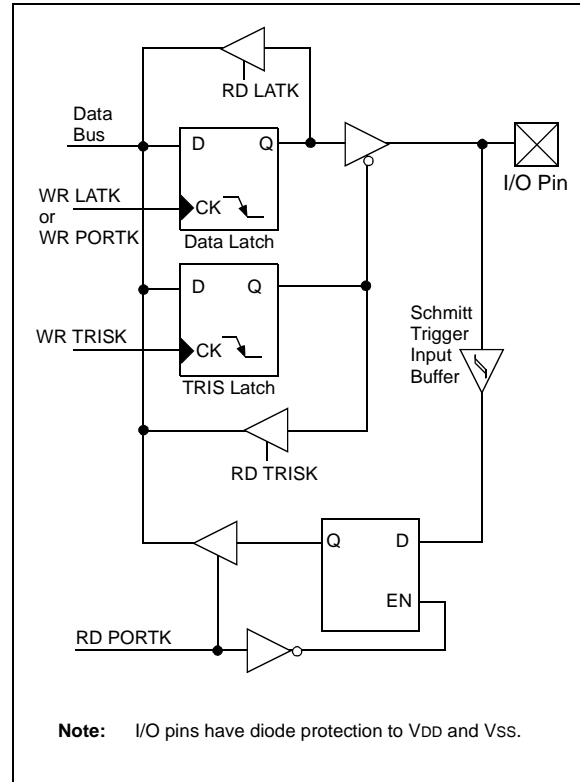 RD LATK
Data
Bus
D Q
I/O Pin
WR LATK
or
WR PORTK
CK
Data Latch
D Q
WR TRISK
CK
TRIS Latch
Schmitt
Trigger
Input
Buffer
RD TRISK
Q D
EN
RD PORTK
Note: I/O pins have diode protection to VDD and VSS.